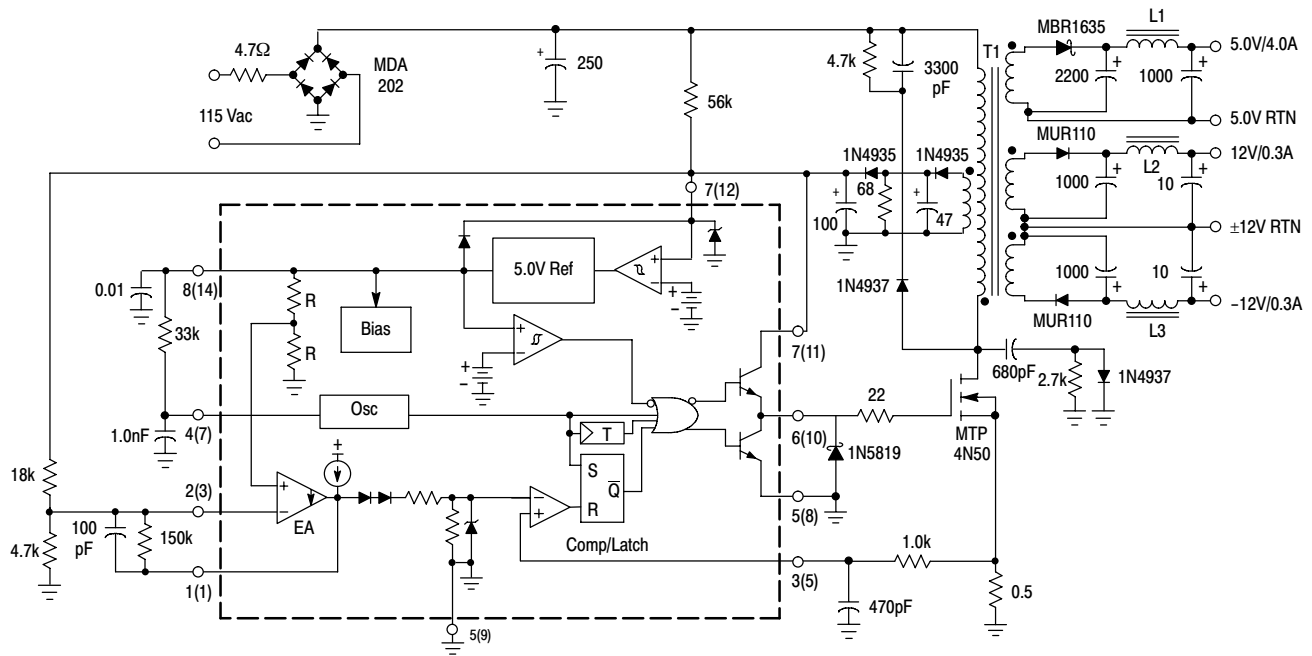 4.7Ω
MDA
202
115 Vac
+
250
56k
4.7k
3300
pF
T1
MBR1635
L1
5.0V/4.0A
+
2200
1000
+
5.0V RTN
MUR110
12V/0.3A
L2
+
1000
10
+
±12V RTN
1000
+
10
+
MUR110
L3
–12V/0.3A
1N4935
1N4935
+
100
68
+
47
7(12)
1N4937
0.01
8(14)
R
R
5.0V Ref
+
–
+
–
Bias
+
–
+
–
7(11)
680pF
2.7k
1N4937
33k
Osc
4(7)
1.0nF
T
S
R
Q
6(10)
22
MTP
4N50
1N5819
5(8)
18k
2(3)
+
–
EA
+
–
+
Comp/Latch
100
pF
150k
4.7k
1(1)
5(9)
3(5)
1.0k
470pF
0.5